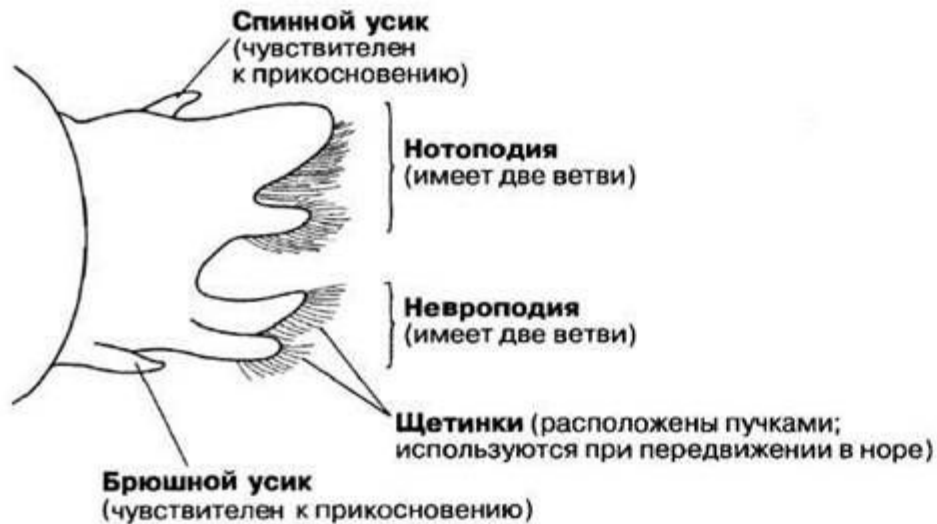 Спинной усик
(чувствителен
к прикосновению)
Нотоподия
(имеет две ветви)
Невроподия
(имеет две ветви)
Щетинки (расположены пучками;
используются при передвижении в норе)
Брюшной усик
(чувствителен к прикосновению)